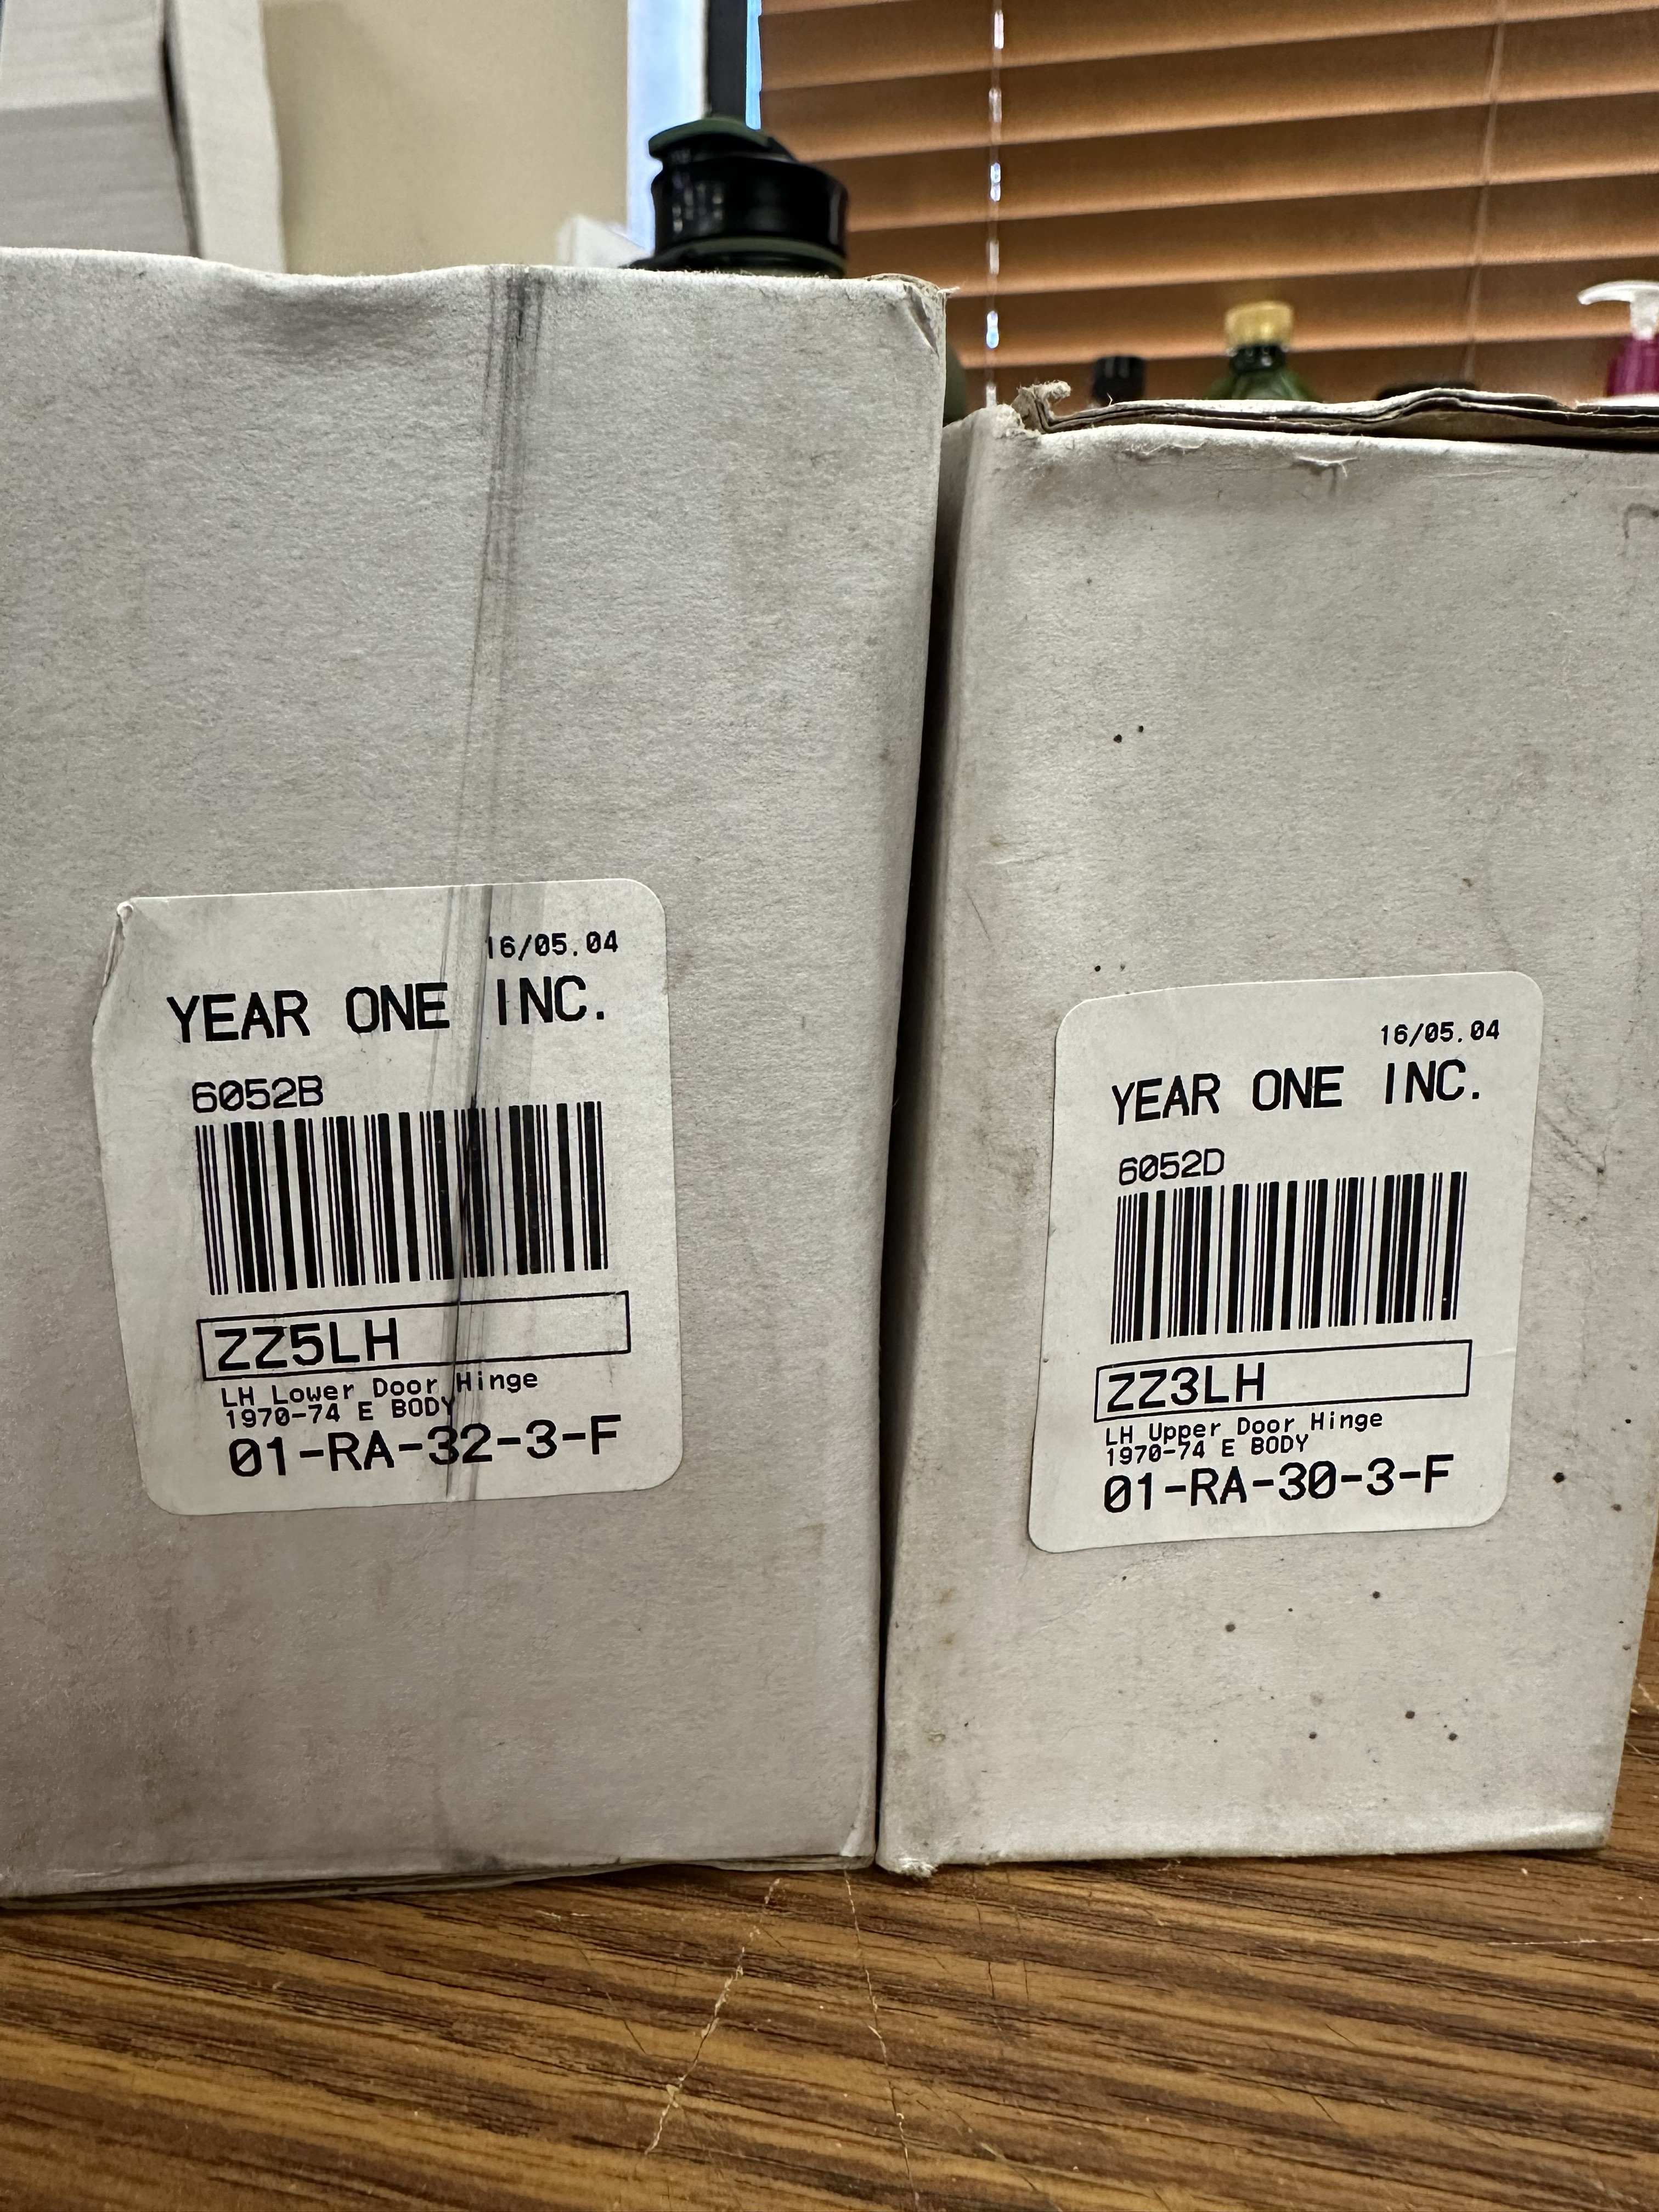 16/05.04
YEAR ONE INC.
6052B
ZZ5LH
LH Lower Door Hinge
1970-74 E BODY
01-RA-32-3-F
16/05.04
YEAR ONE INC.
6052D
ZZ3LH
LH Upper Door Hinge
1970-74 E BODY
01-RA-30-3-F